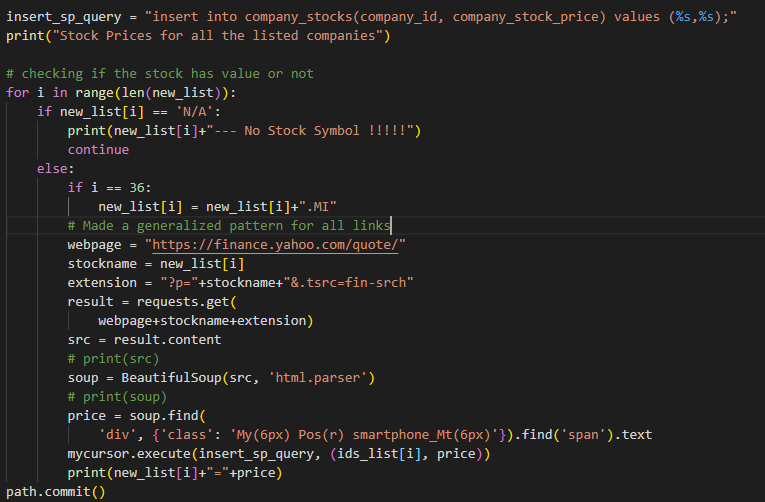 insert_sp_query = "insert into company_stocks(company_id, company_stock_price) values (%s,%s);"
print("Stock Prices for all the listed companies")

# checking if the stock has value or not
for i in range(len(new_list)):
    if new_list[i] == 'N/A':
        print(new_list[i]+"--- No Stock Symbol !!!!!")
        continue
    else:
        if i == 36:
            new_list[i] = new_list[i]+".MI"
        # Made a generalized pattern for all links
        webpage = "https://finance.yahoo.com/quote/"
        stockname = new_list[i]
        extension = "?p="+stockname+"&.tsrc=fin-srch"
        result = requests.get(
            webpage+stockname+extension)
        src = result.content
        # print(src)
        soup = BeautifulSoup(src, 'html.parser')
        # print(soup)
        price = soup.find(
            'div', {'class': 'My(6px) Pos(r) smartphone_Mt(6px)'}).find('span').text
        mycursor.execute(insert_sp_query, (ids_list[i], price))
        print(new_list[i]+"="+price)
path.commit()